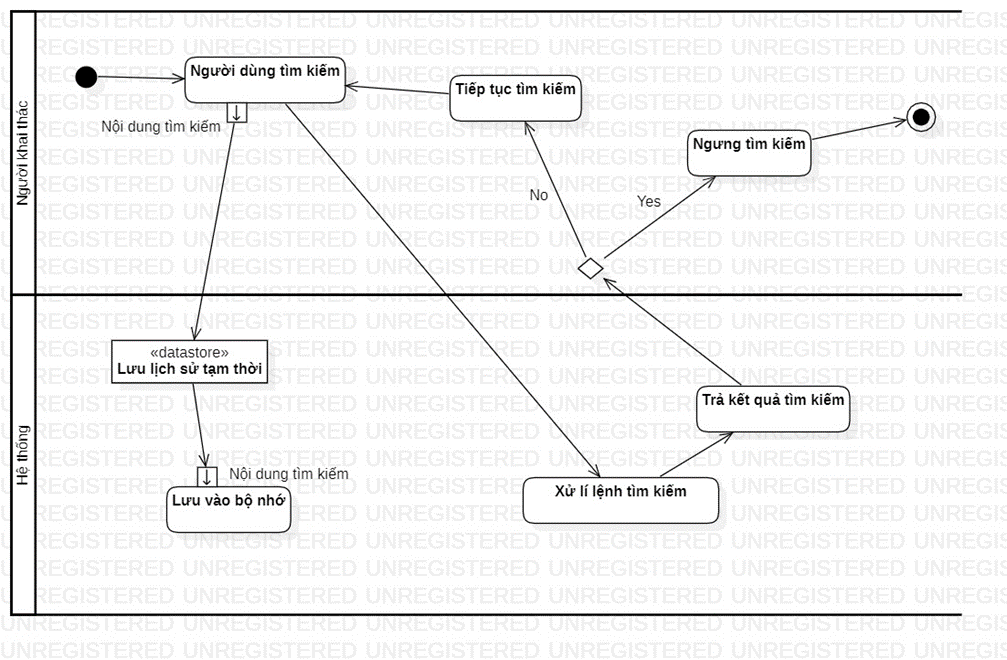 Người khai thác
Người dùng tìm kiếm
Nội dung tìm kiếm
Tiếp tục tìm kiếm
Ngưng tìm kiếm
No
Yes
Hệ thống
«datastore»
Lưu lịch sử tạm thời
Nội dung tìm kiếm
Lưu vào bộ nhớ
Trả kết quả tìm kiếm
Xử lí lệnh tìm kiếm
UNREGISTERED